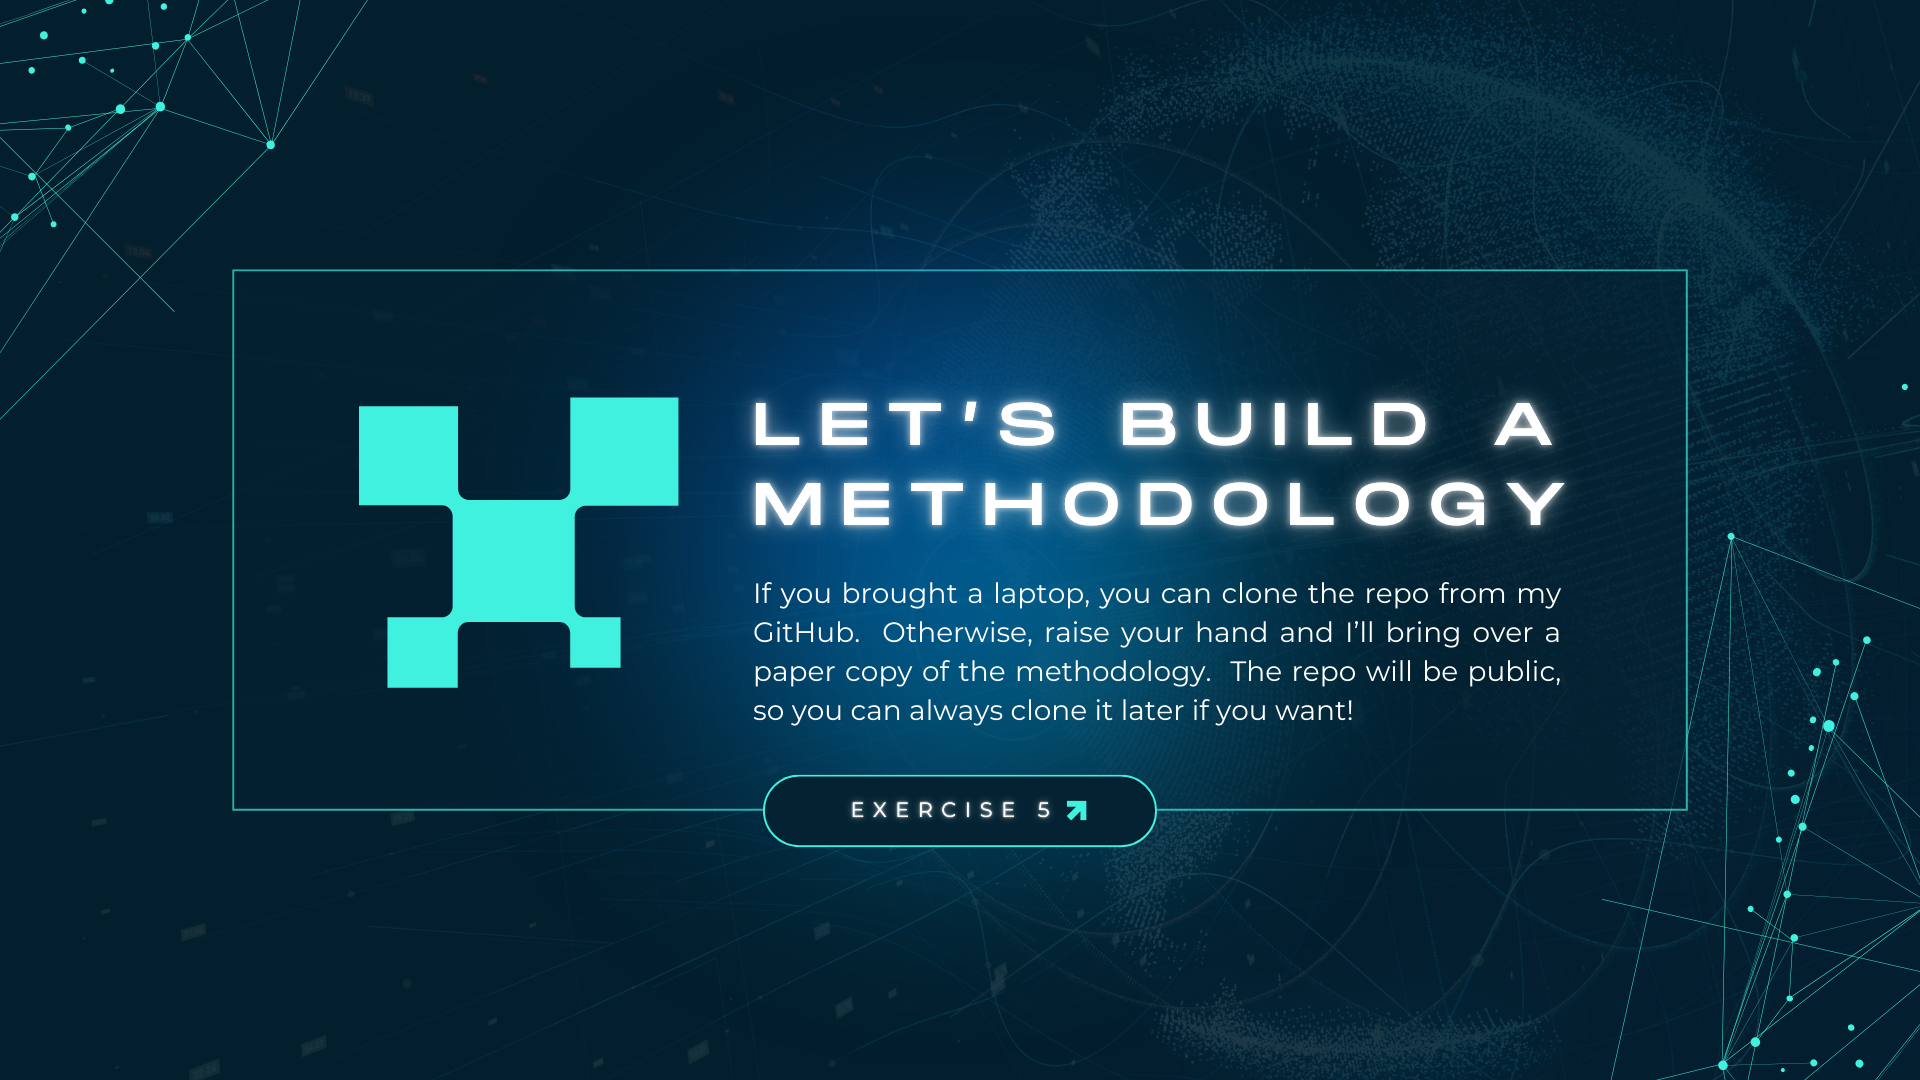 LET'S BUILD A
METHODOLOGY
If you brought a laptop, you can clone the repo from my
GitHub.  Otherwise, raise your hand and I’ll bring over a
paper copy of the methodology.  The repo will be public,
so you can always clone it later if you want!
EXERCISE 5